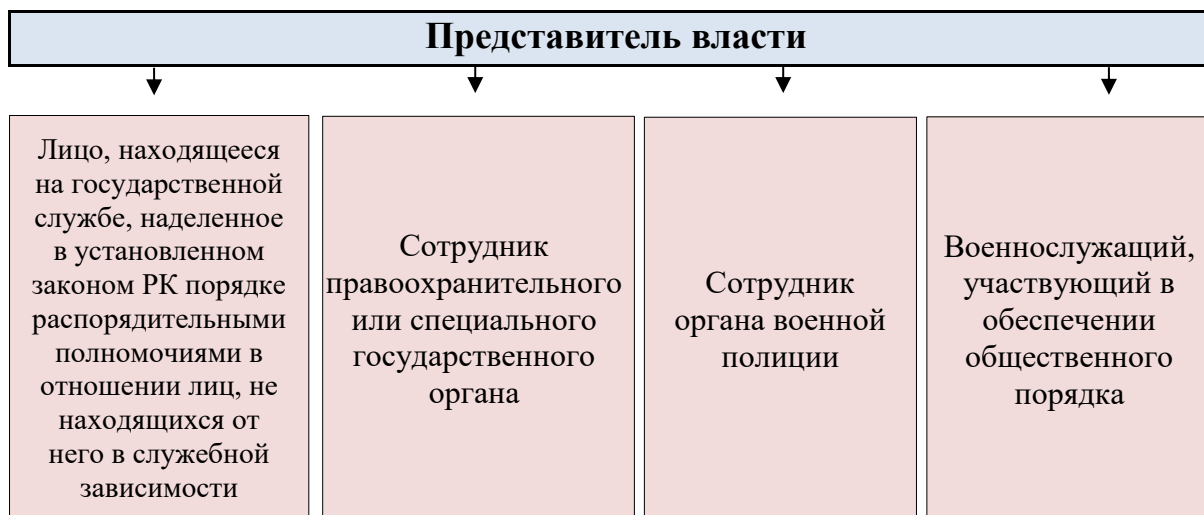 Представитель власти
Лицо, находящееся
на государственной
службе, наделенное
в установленном
законом РК порядке
распорядительными
полномочиями в
отношении лиц, не
находящихся от
него в служебной
зависимости
Сотрудник
правоохранительного
или специального
государственного
органа
Сотрудник
органа военной
полиции
Военнослужащий,
участвующий в
обеспечении
общественного
порядка